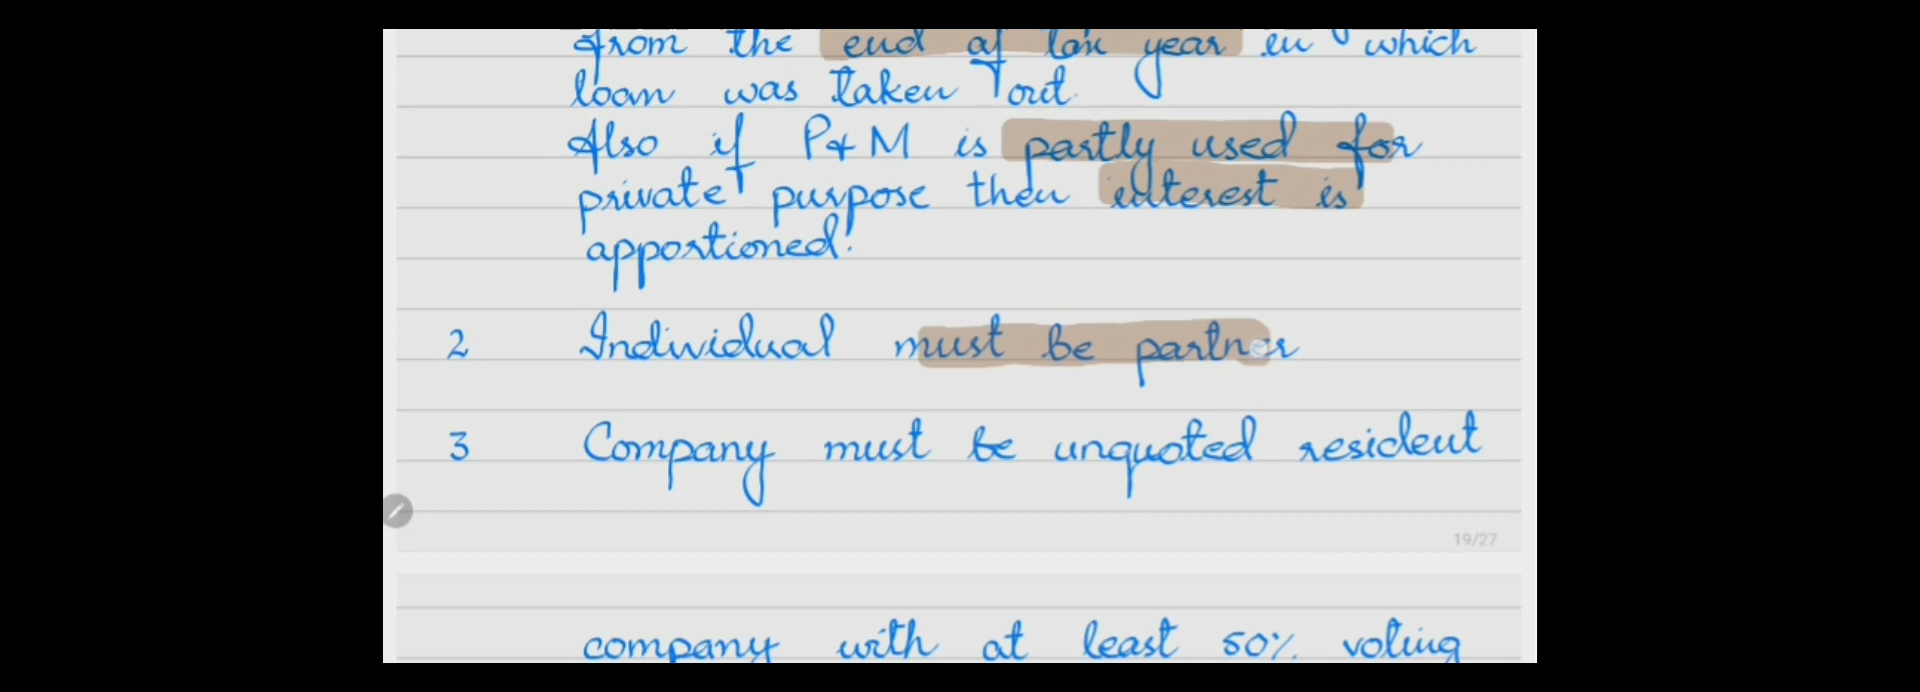 from the end of tax year in which
loan was taken out.
Also if P&M is partly used for
private purpose then interest is
apportioned.
2 Individual must be partner
3 Company must be unquoted resident
19/27
company with at least 50% voting